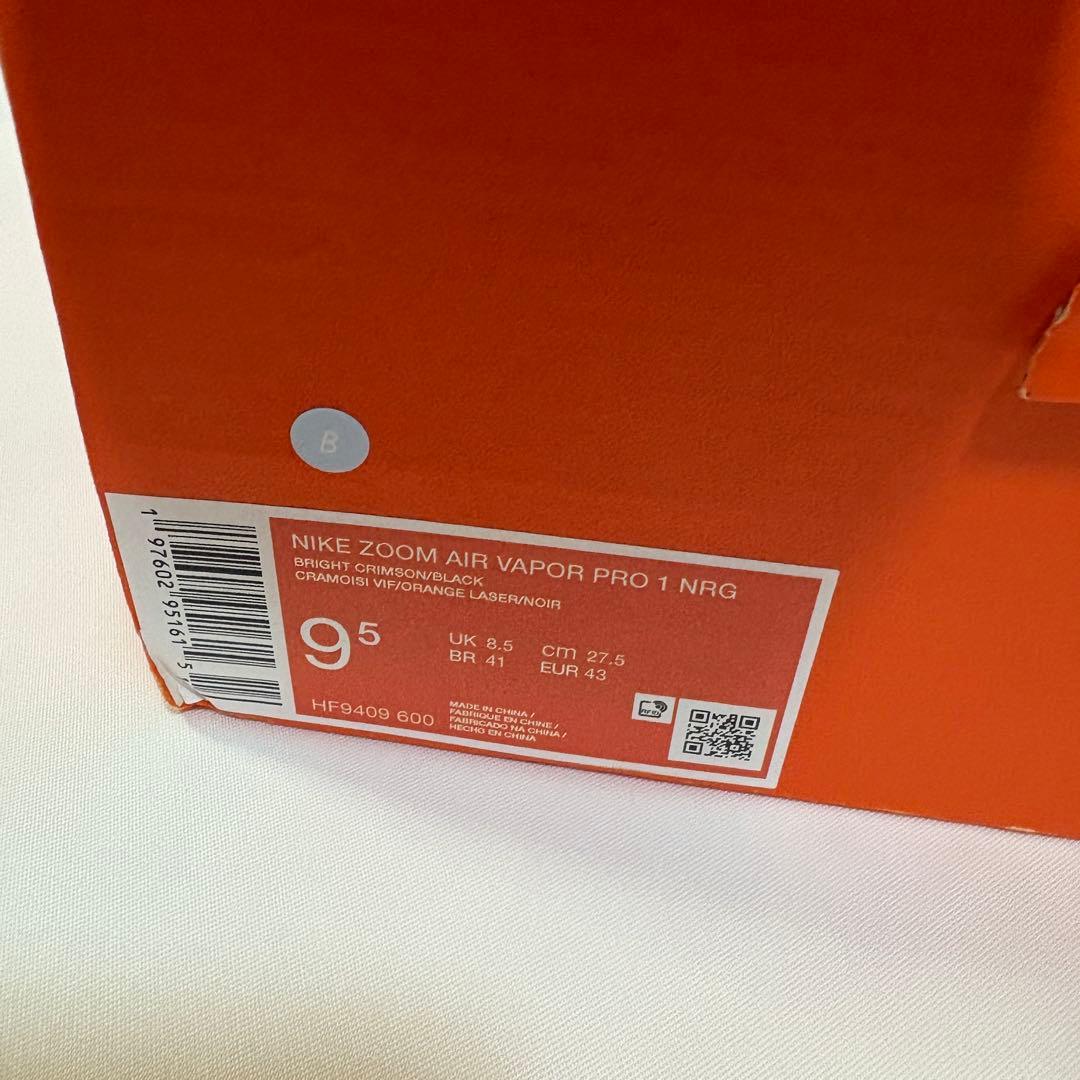 B
1 97602 95161 5
NIKE ZOOM AIR VAPOR PRO 1 NRG
BRIGHT CRIMSON/BLACK
CRAMOISI VIF/ORANGE LASER/NOIR
9⁵
UK 8.5 cm 27.5
BR 41 EUR 43
HF9409 600
MADE IN CHINA /
FABRIQUE EN CHINE /
FABRICADO NA CHINA /
HECHO EN CHINA
RFID